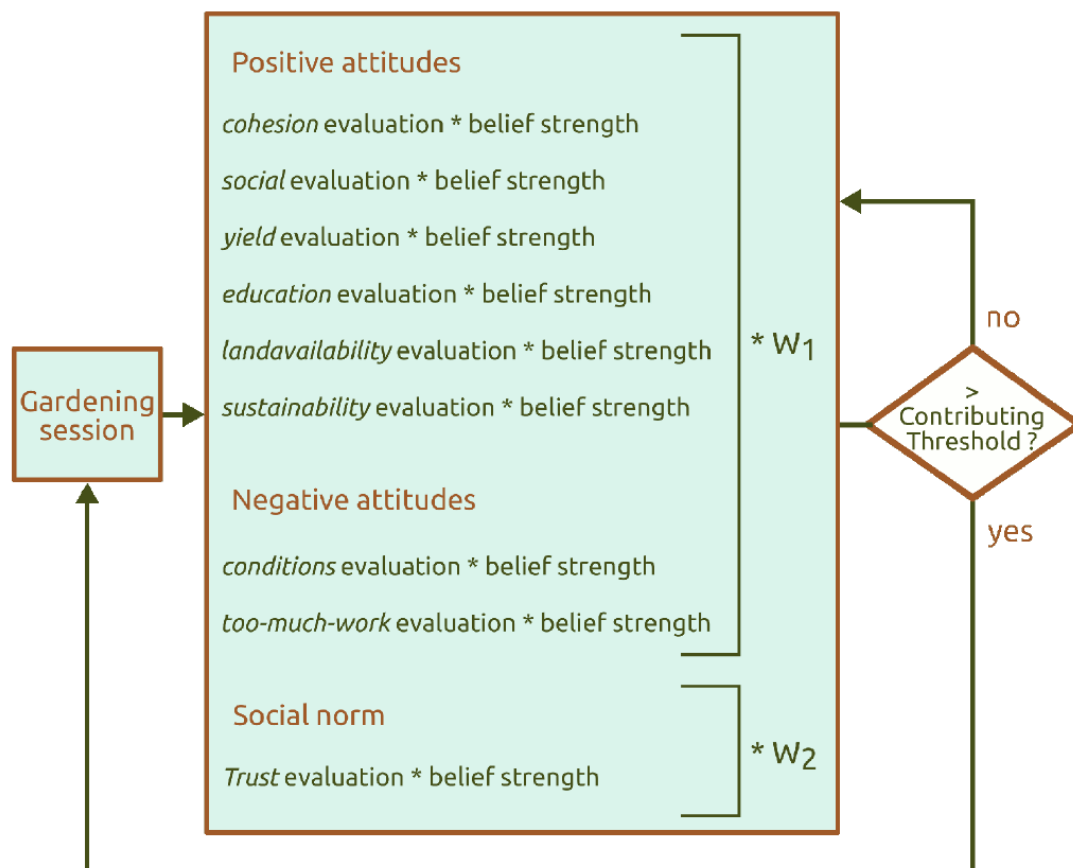 Positive attitudes
cohesion evaluation * belief strength
social evaluation * belief strength
yield evaluation * belief strength
education evaluation * belief strength
landavailability evaluation * belief strength
sustainability evaluation * belief strength
* W1
Negative attitudes
conditions evaluation * belief strength
too-much-work evaluation * belief strength
Social norm
Trust evaluation * belief strength
* W2
Gardening
session
>
Contributing
Threshold ?
no
yes